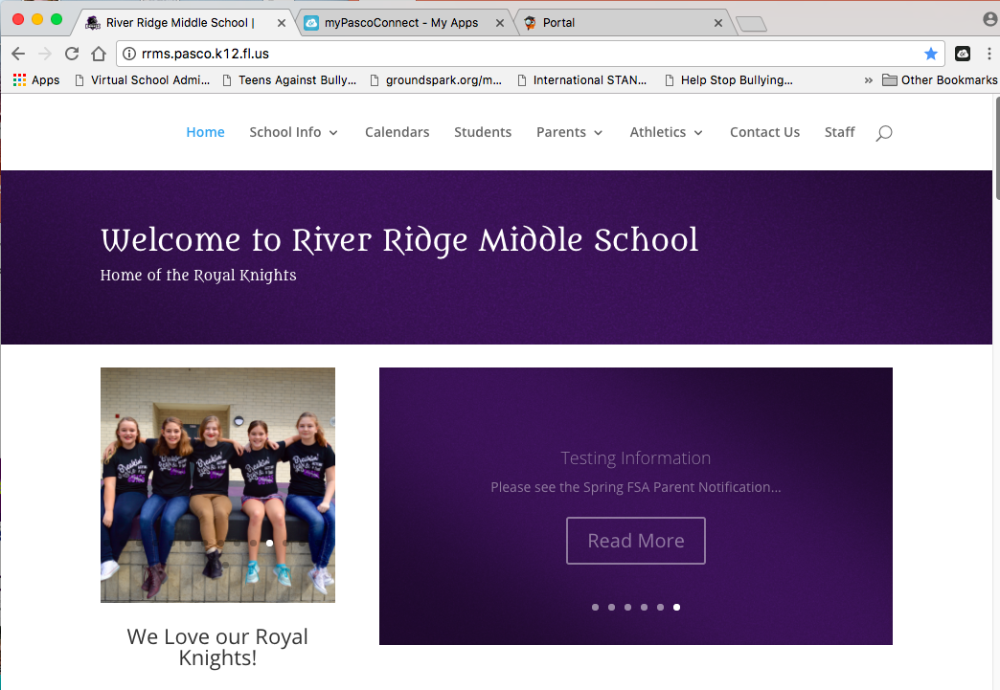 River Ridge Middle School |
myPascoConnect - My Apps
Portal
rrms.pasco.k12.fl.us
Apps
Virtual School Admi...
Teens Against Bully...
groundspark.org/m...
International STAN...
Help Stop Bullying...
»
Other Bookmarks
Home
School Info
Calendars
Students
Parents
Athletics
Contact Us
Staff
Welcome to River Ridge Middle School
Home of the Royal Knights
Testing Information
Please see the Spring FSA Parent Notification...
Read More
We Love our Royal
Knights!